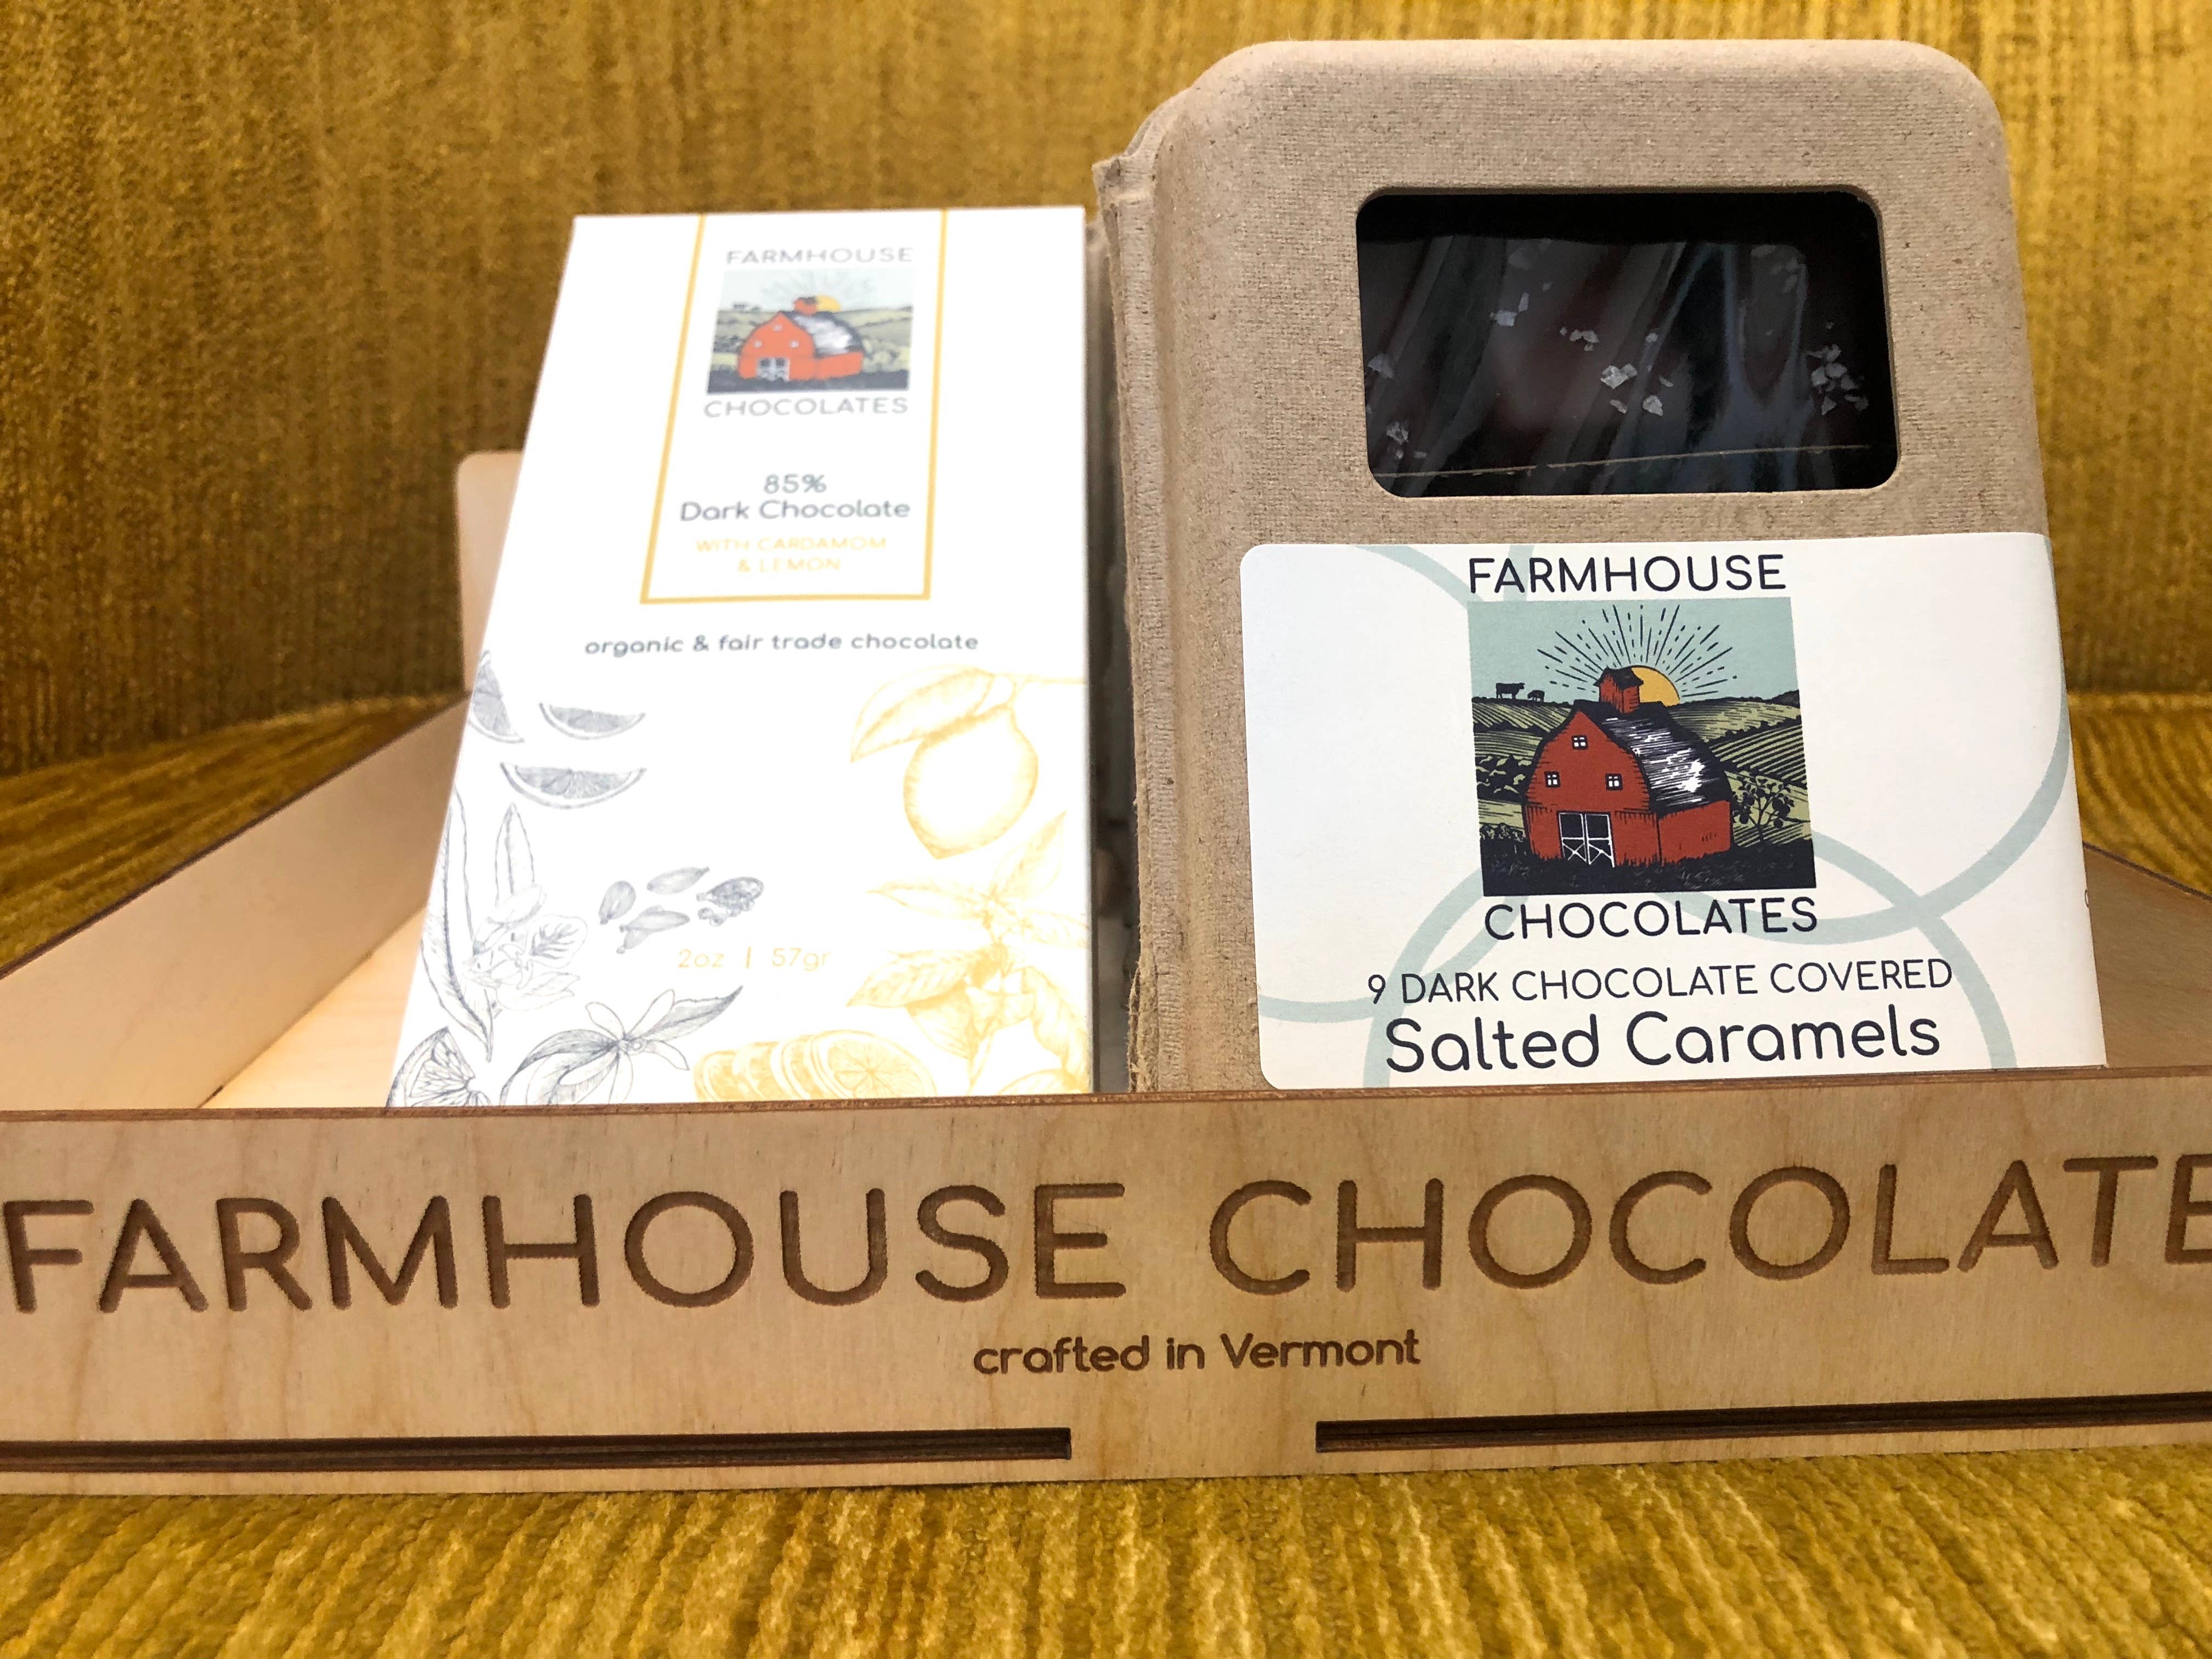 FARMHOUSE
CHOCOLATES
85%
Dark Chocolate
WITH CARDAMOM
& LEMON
organic & fair trade chocolate
2oz | 57gr
FARMHOUSE
CHOCOLATES
9 DARK CHOCOLATE COVERED
Salted Caramels
FARMHOUSE CHOCOLATE
crafted in Vermont